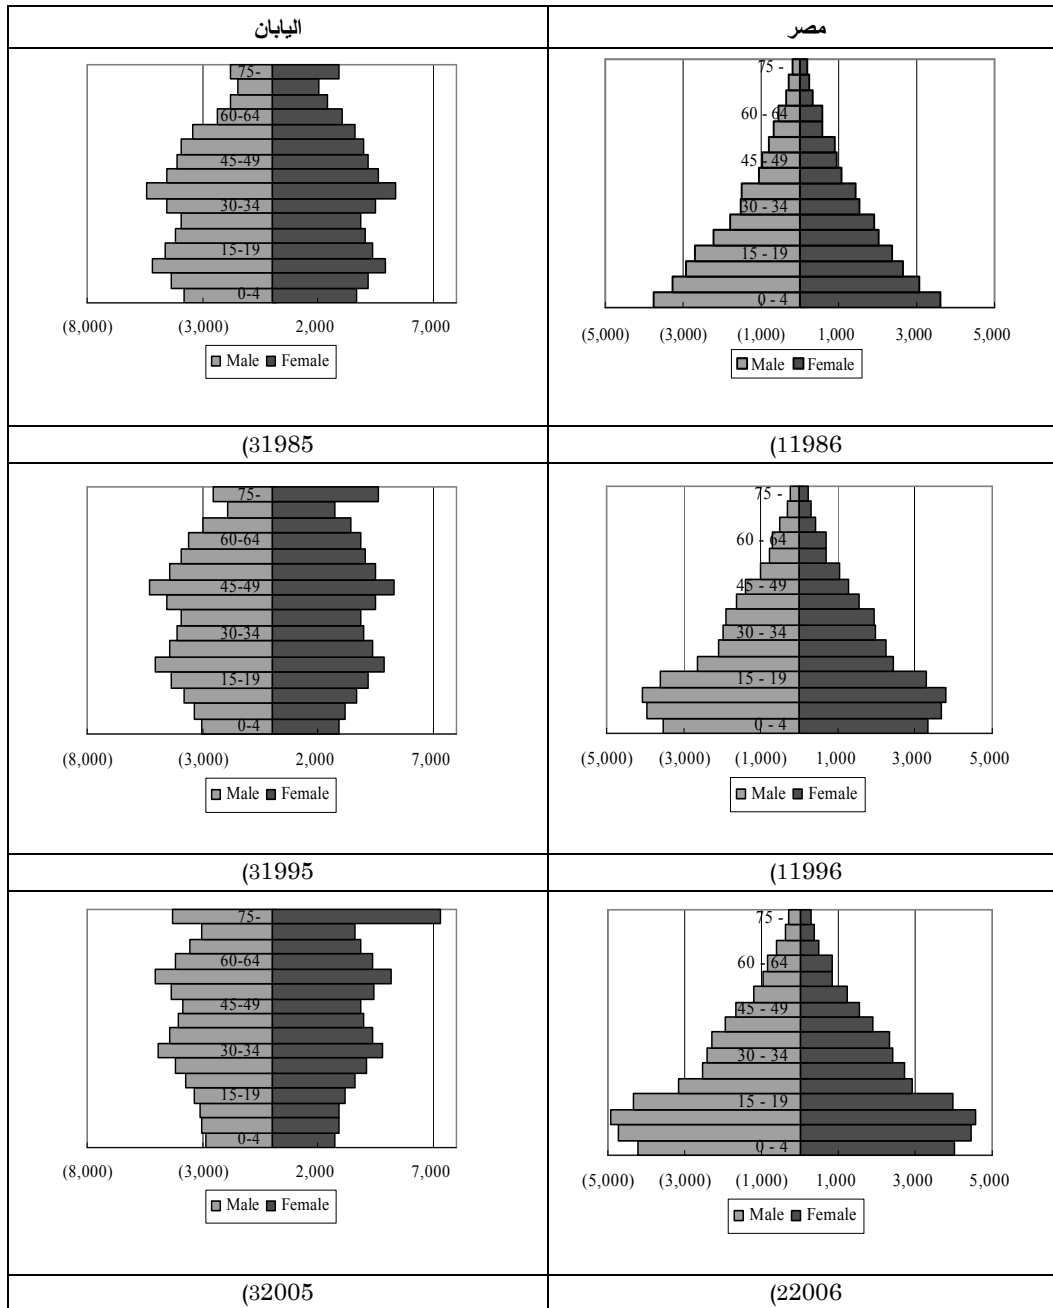 اليابان
مصر
75-
60-64
45-49
30-34
15-19
0-4
(8,000) (3,000) 2,000 7,000
Male Female
75 -
60 - 64
45 - 49
30 - 34
15 - 19
0 - 4
(5,000) (3,000) (1,000) 1,000 3,000 5,000
Male Female
(31985
(11986
75-
60-64
45-49
30-34
15-19
0-4
(8,000) (3,000) 2,000 7,000
Male Female
75 -
60 - 64
45 - 49
30 - 34
15 - 19
0 - 4
(5,000) (3,000) (1,000) 1,000 3,000 5,000
Male Female
(31995
(11996
75-
60-64
45-49
30-34
15-19
0-4
(8,000) (3,000) 2,000 7,000
Male Female
75 -
60 - 64
45 - 49
30 - 34
15 - 19
0 - 4
(5,000) (3,000) (1,000) 1,000 3,000 5,000
Male Female
(32005
(22006